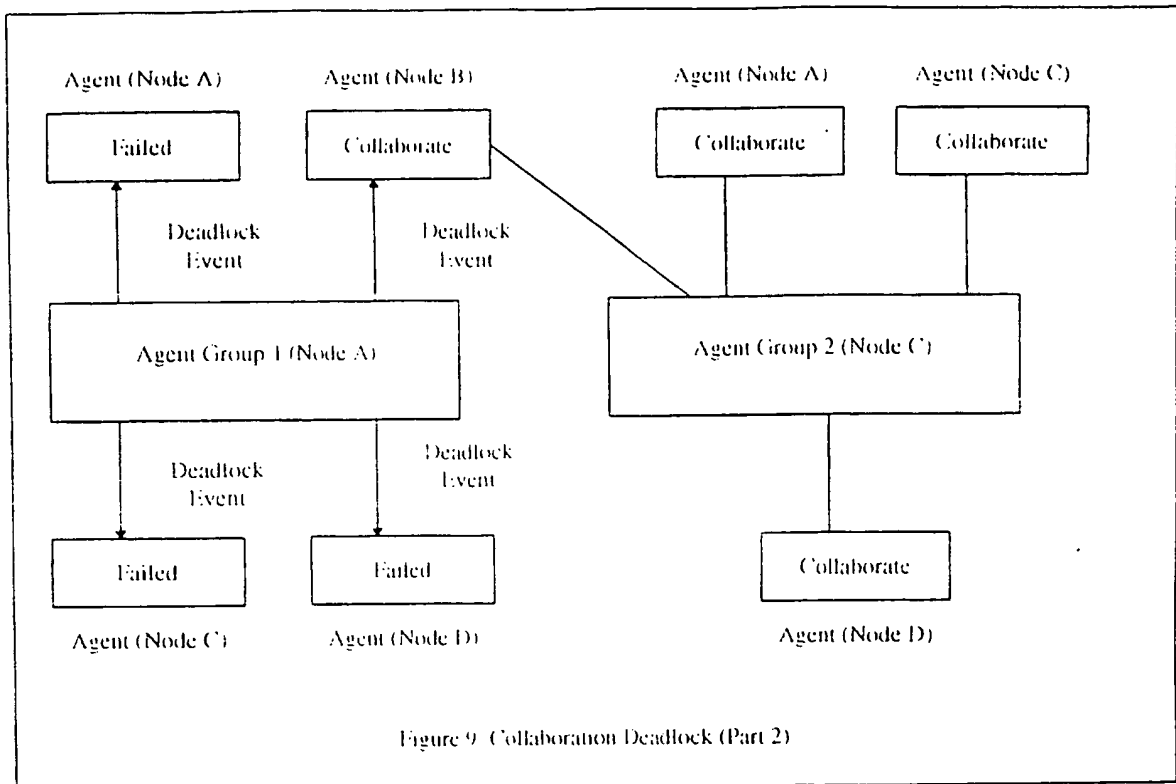 Agent (Node A)
Agent (Node B)
Agent (Node A)
Agent (Node C)
Failed
Collaborate
Collaborate
Collaborate
Deadlock
Event
Deadlock
Event
Agent Group 1 (Node A)
Agent Group 2 (Node C)
Deadlock
Event
Deadlock
Event
Failed
Failed
Collaborate
Agent (Node C)
Agent (Node D)
Agent (Node D)
Figure 9 Collaboration Deadlock (Part 2)